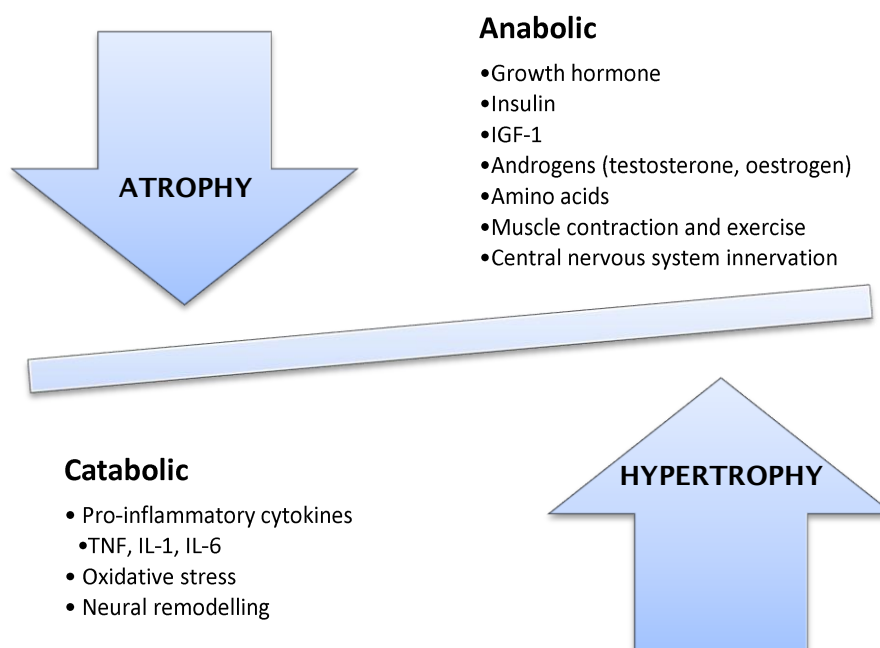 Anabolic
•Growth hormone
•Insulin
•IGF-1
•Androgens (testosterone, oestrogen)
•Amino acids
•Muscle contraction and exercise
•Central nervous system innervation
ATROPHY
HYPERTROPHY
Catabolic
• Pro-inflammatory cytokines
•TNF, IL-1, IL-6
• Oxidative stress
• Neural remodelling